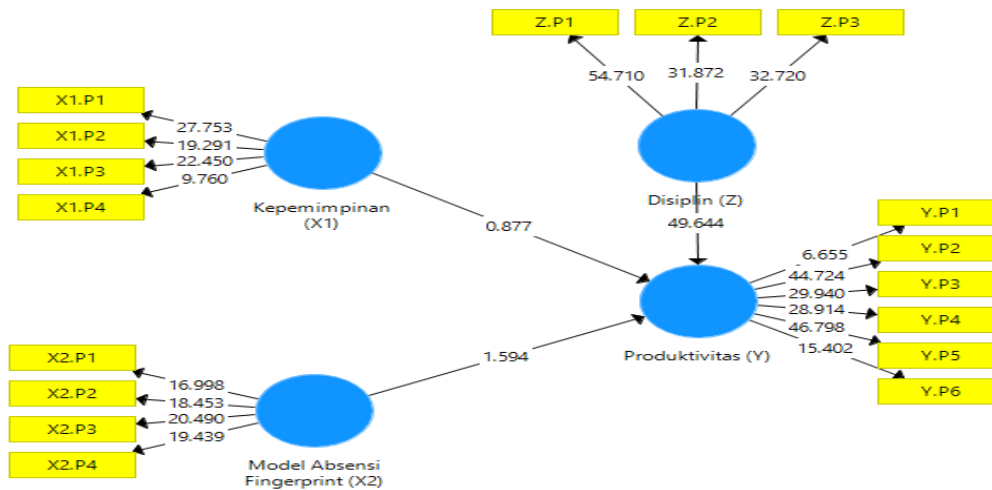 Z.P1
Z.P2
Z.P3
54.710
31.872
32.720
Disiplin (Z)
49.644
X1.P1
X1.P2
X1.P3
X1.P4
27.753
19.291
22.450
9.760
Kepemimpinan
(X1)
0.877
Y.P1
Y.P2
Y.P3
Y.P4
Y.P5
Y.P6
6.655
44.724
29.940
28.914
46.798
15.402
Produktivitas (Y)
1.594
X2.P1
X2.P2
X2.P3
X2.P4
16.998
18.453
20.490
19.439
Model Absensi
Fingerprint (X2)